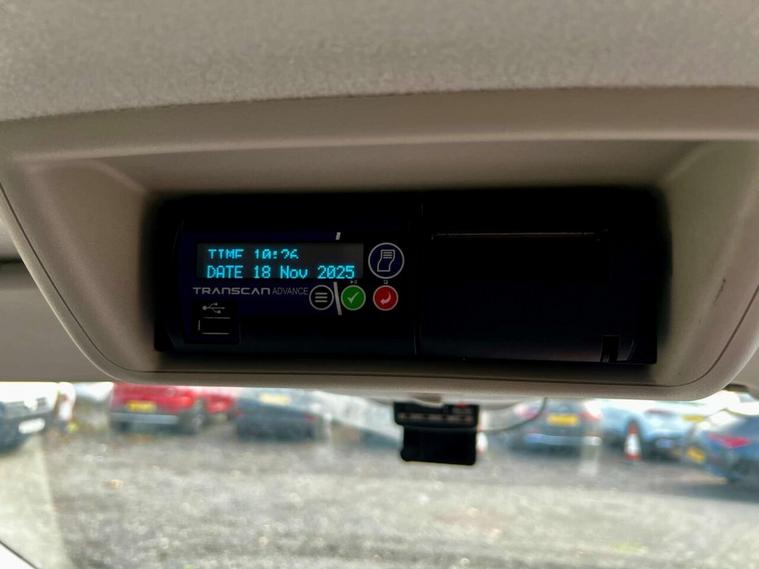 TIME 10:26
DATE 18 Nov 2025
TRANSCAN ADVANCE